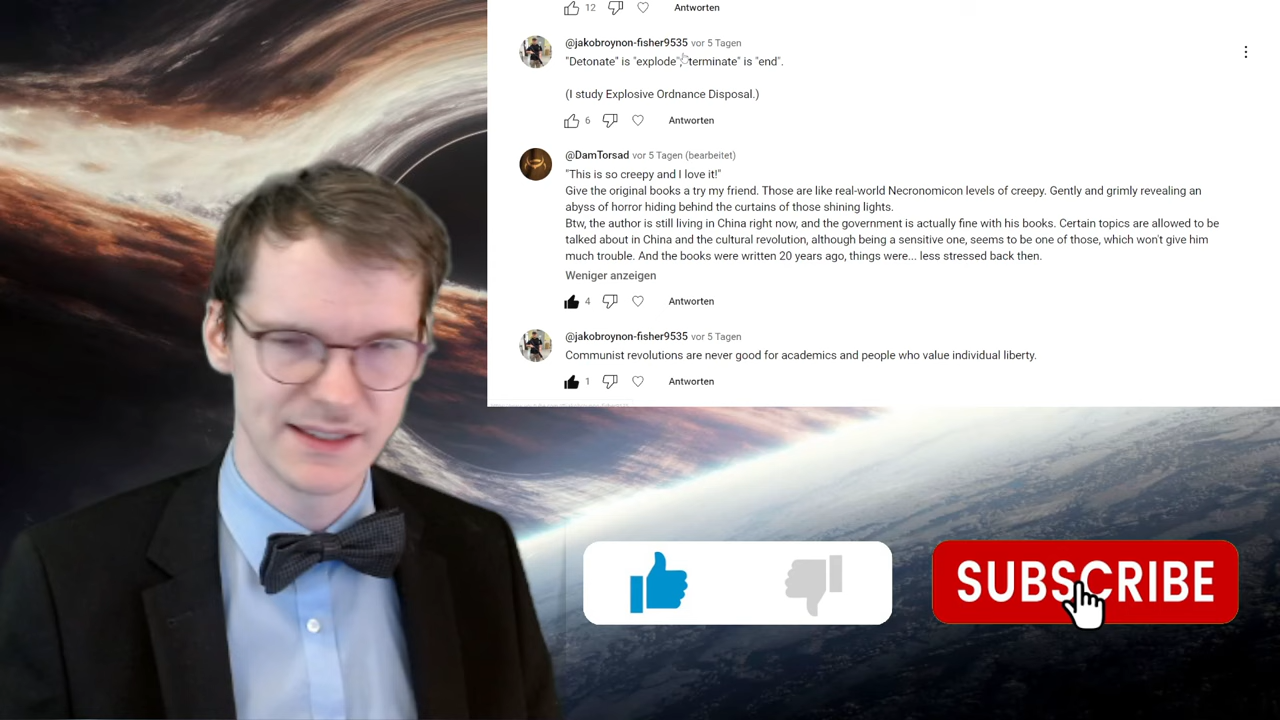 12 Antworten
@jakobroynon-fisher9535 vor 5 Tagen
"Detonate" is "explode", "terminate" is "end".
(I study Explosive Ordnance Disposal.)
6 Antworten
@DamTorsad vor 5 Tagen (bearbeitet)
"This is so creepy and I love it!"
Give the original books a try my friend. Those are like real-world Necronomicon levels of creepy. Gently and grimly revealing an
abyss of horror hiding behind the curtains of those shining lights.
Btw, the author is still living in China right now, and the government is actually fine with his books. Certain topics are allowed to be
talked about in China and the cultural revolution, although being a sensitive one, seems to be one of those, which won't give him
much trouble. And the books were written 20 years ago, things were... less stressed back then.
Weniger anzeigen
4 Antworten
@jakobroynon-fisher9535 vor 5 Tagen
Communist revolutions are never good for academics and people who value individual liberty.
1 Antworten
SUBSCRIBE